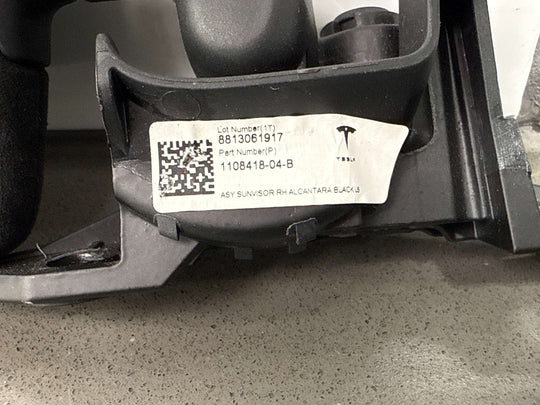 Lot Number(1T)
8813061917
Part Number(P)
1108418-04-B
TESLA
ASY SUNVISOR RH ALCANTARA BLACK